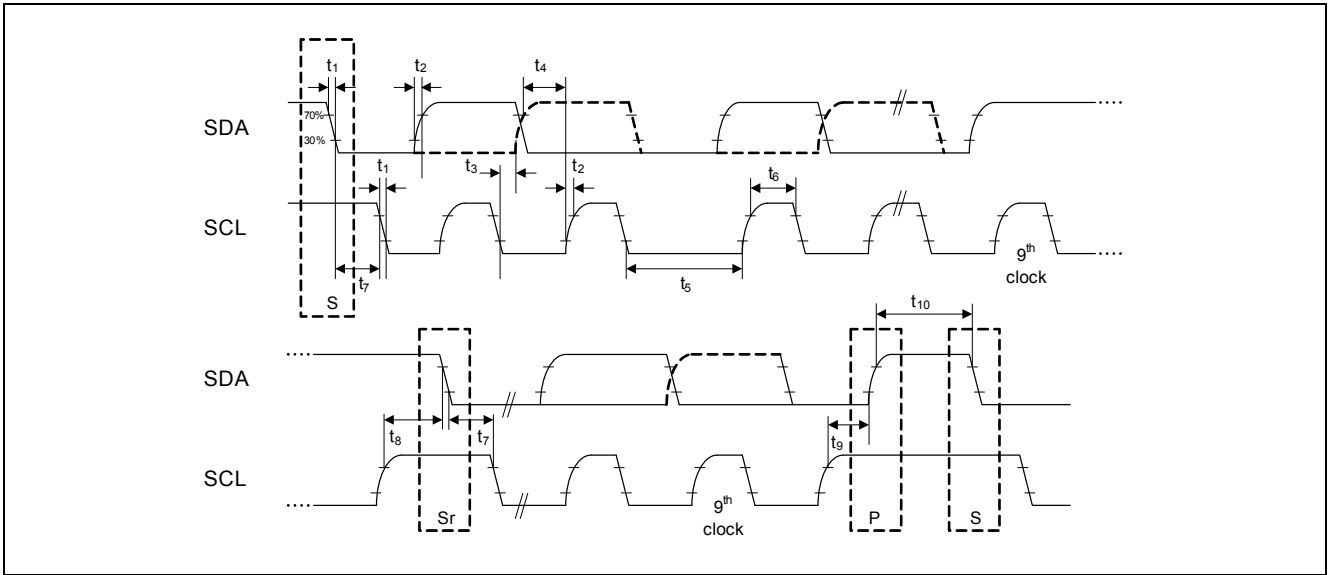 t1 t2 t4
70%
SDA
30%
t1 t3 t2 t6
SCL
9th
clock
t7 t5
S
t10
SDA
t8 t7 t9
SCL
9th
clock
Sr P S